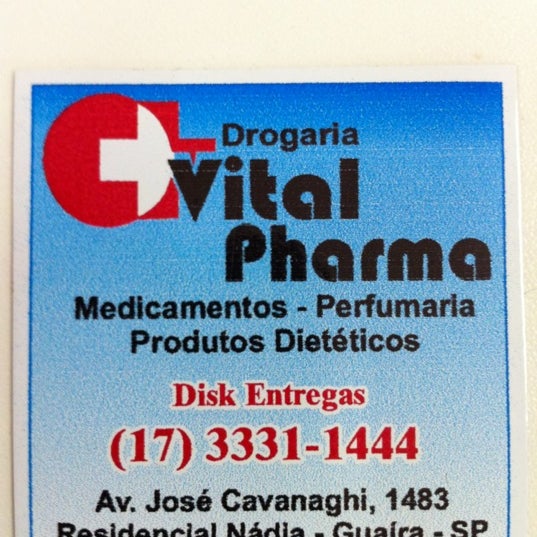 Drogaria
Vital
Pharma
Medicamentos - Perfumaria
Produtos Dietéticos
Disk Entregas
(17) 3331-1444
Av. José Cavanaghi, 1483
Residencial Nádia - Guaíra - SP